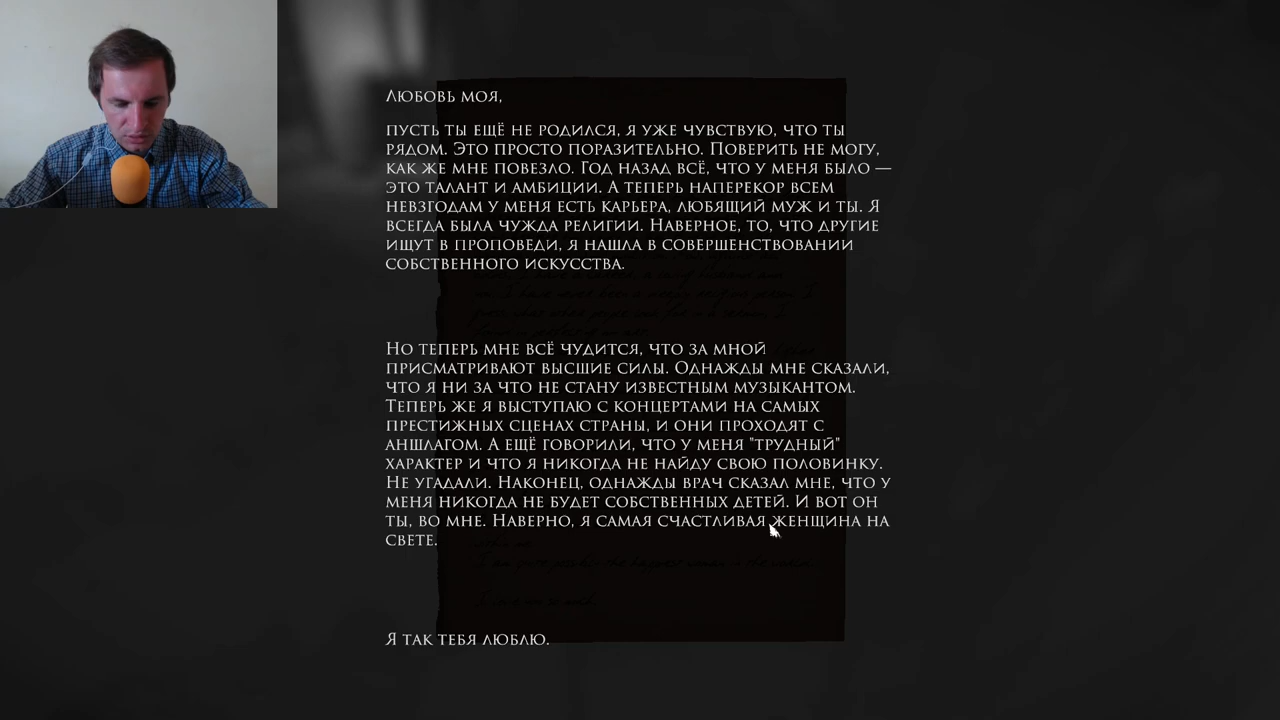 Любовь моя,
пусть ты ещё не родился, я уже чувствую, что ты
рядом. Это просто поразительно. Поверить не могу,
как же мне повезло. Год назад всё, что у меня было —
это талант и амбиции. А теперь наперекор всем
невзгодам у меня есть карьера, любящий муж и ты. Я
всегда была чужда религии. Наверное, то, что другие
ищут в проповеди, я нашла в совершенствовании
собственного искусства.
Но теперь мне всё чудится, что за мной
присматривают высшие силы. Однажды мне сказали,
что я ни за что не стану известным музыкантом.
Теперь же я выступаю с концертами на самых
престижных сценах страны, и они проходят с
аншлагом. А ещё говорили, что у меня "трудный"
характер и что я никогда не найду свою половинку.
Не угадали. Наконец, однажды врач сказал мне, что у
меня никогда не будет собственных детей. И вот он
ты, во мне. Наверно, я самая счастливая женщина на
свете.
Я так тебя люблю.